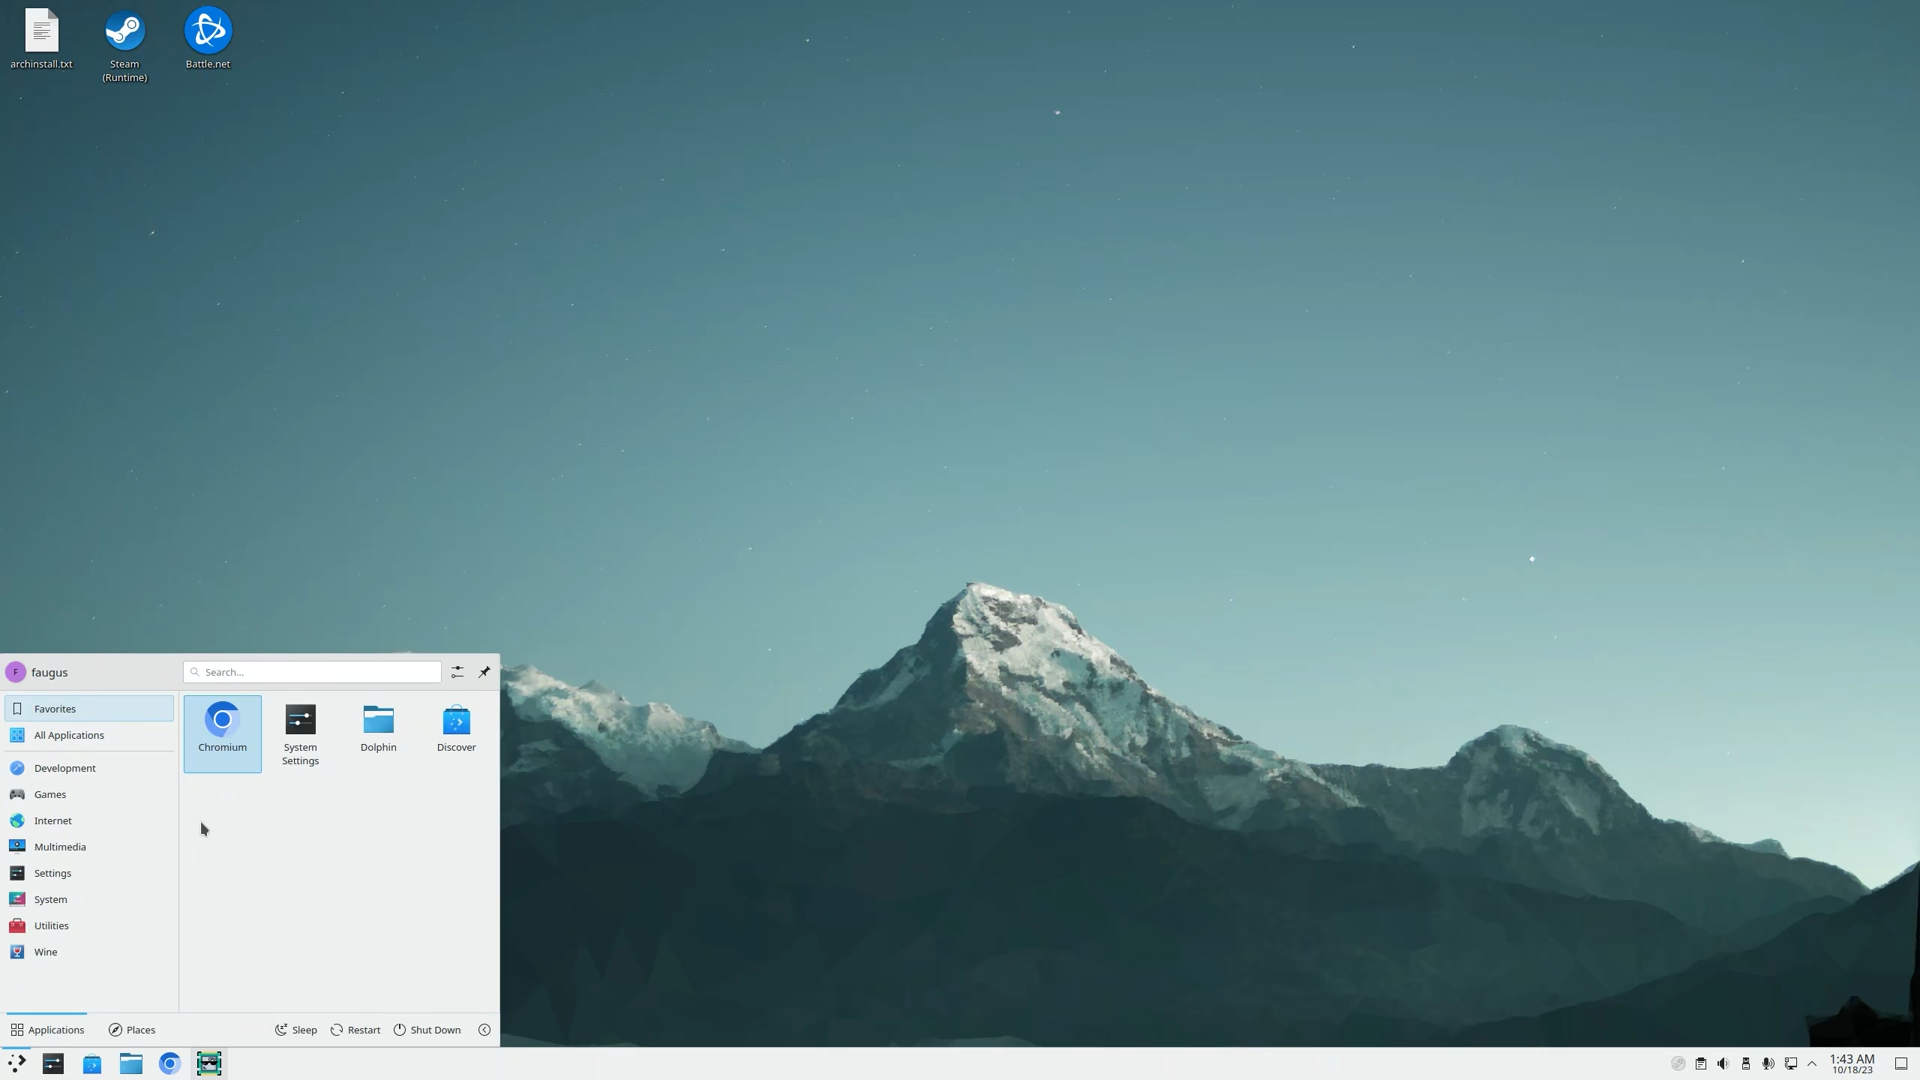 archinstall.txt
Steam
(Runtime)
Battle.net
F
faugus
Search...
Favorites
All Applications
Development
Games
Internet
Multimedia
Settings
System
Utilities
Wine
Chromium
System
Settings
Dolphin
Discover
Applications
Places
Sleep
Restart
Shut Down
1:43 AM
10/18/23